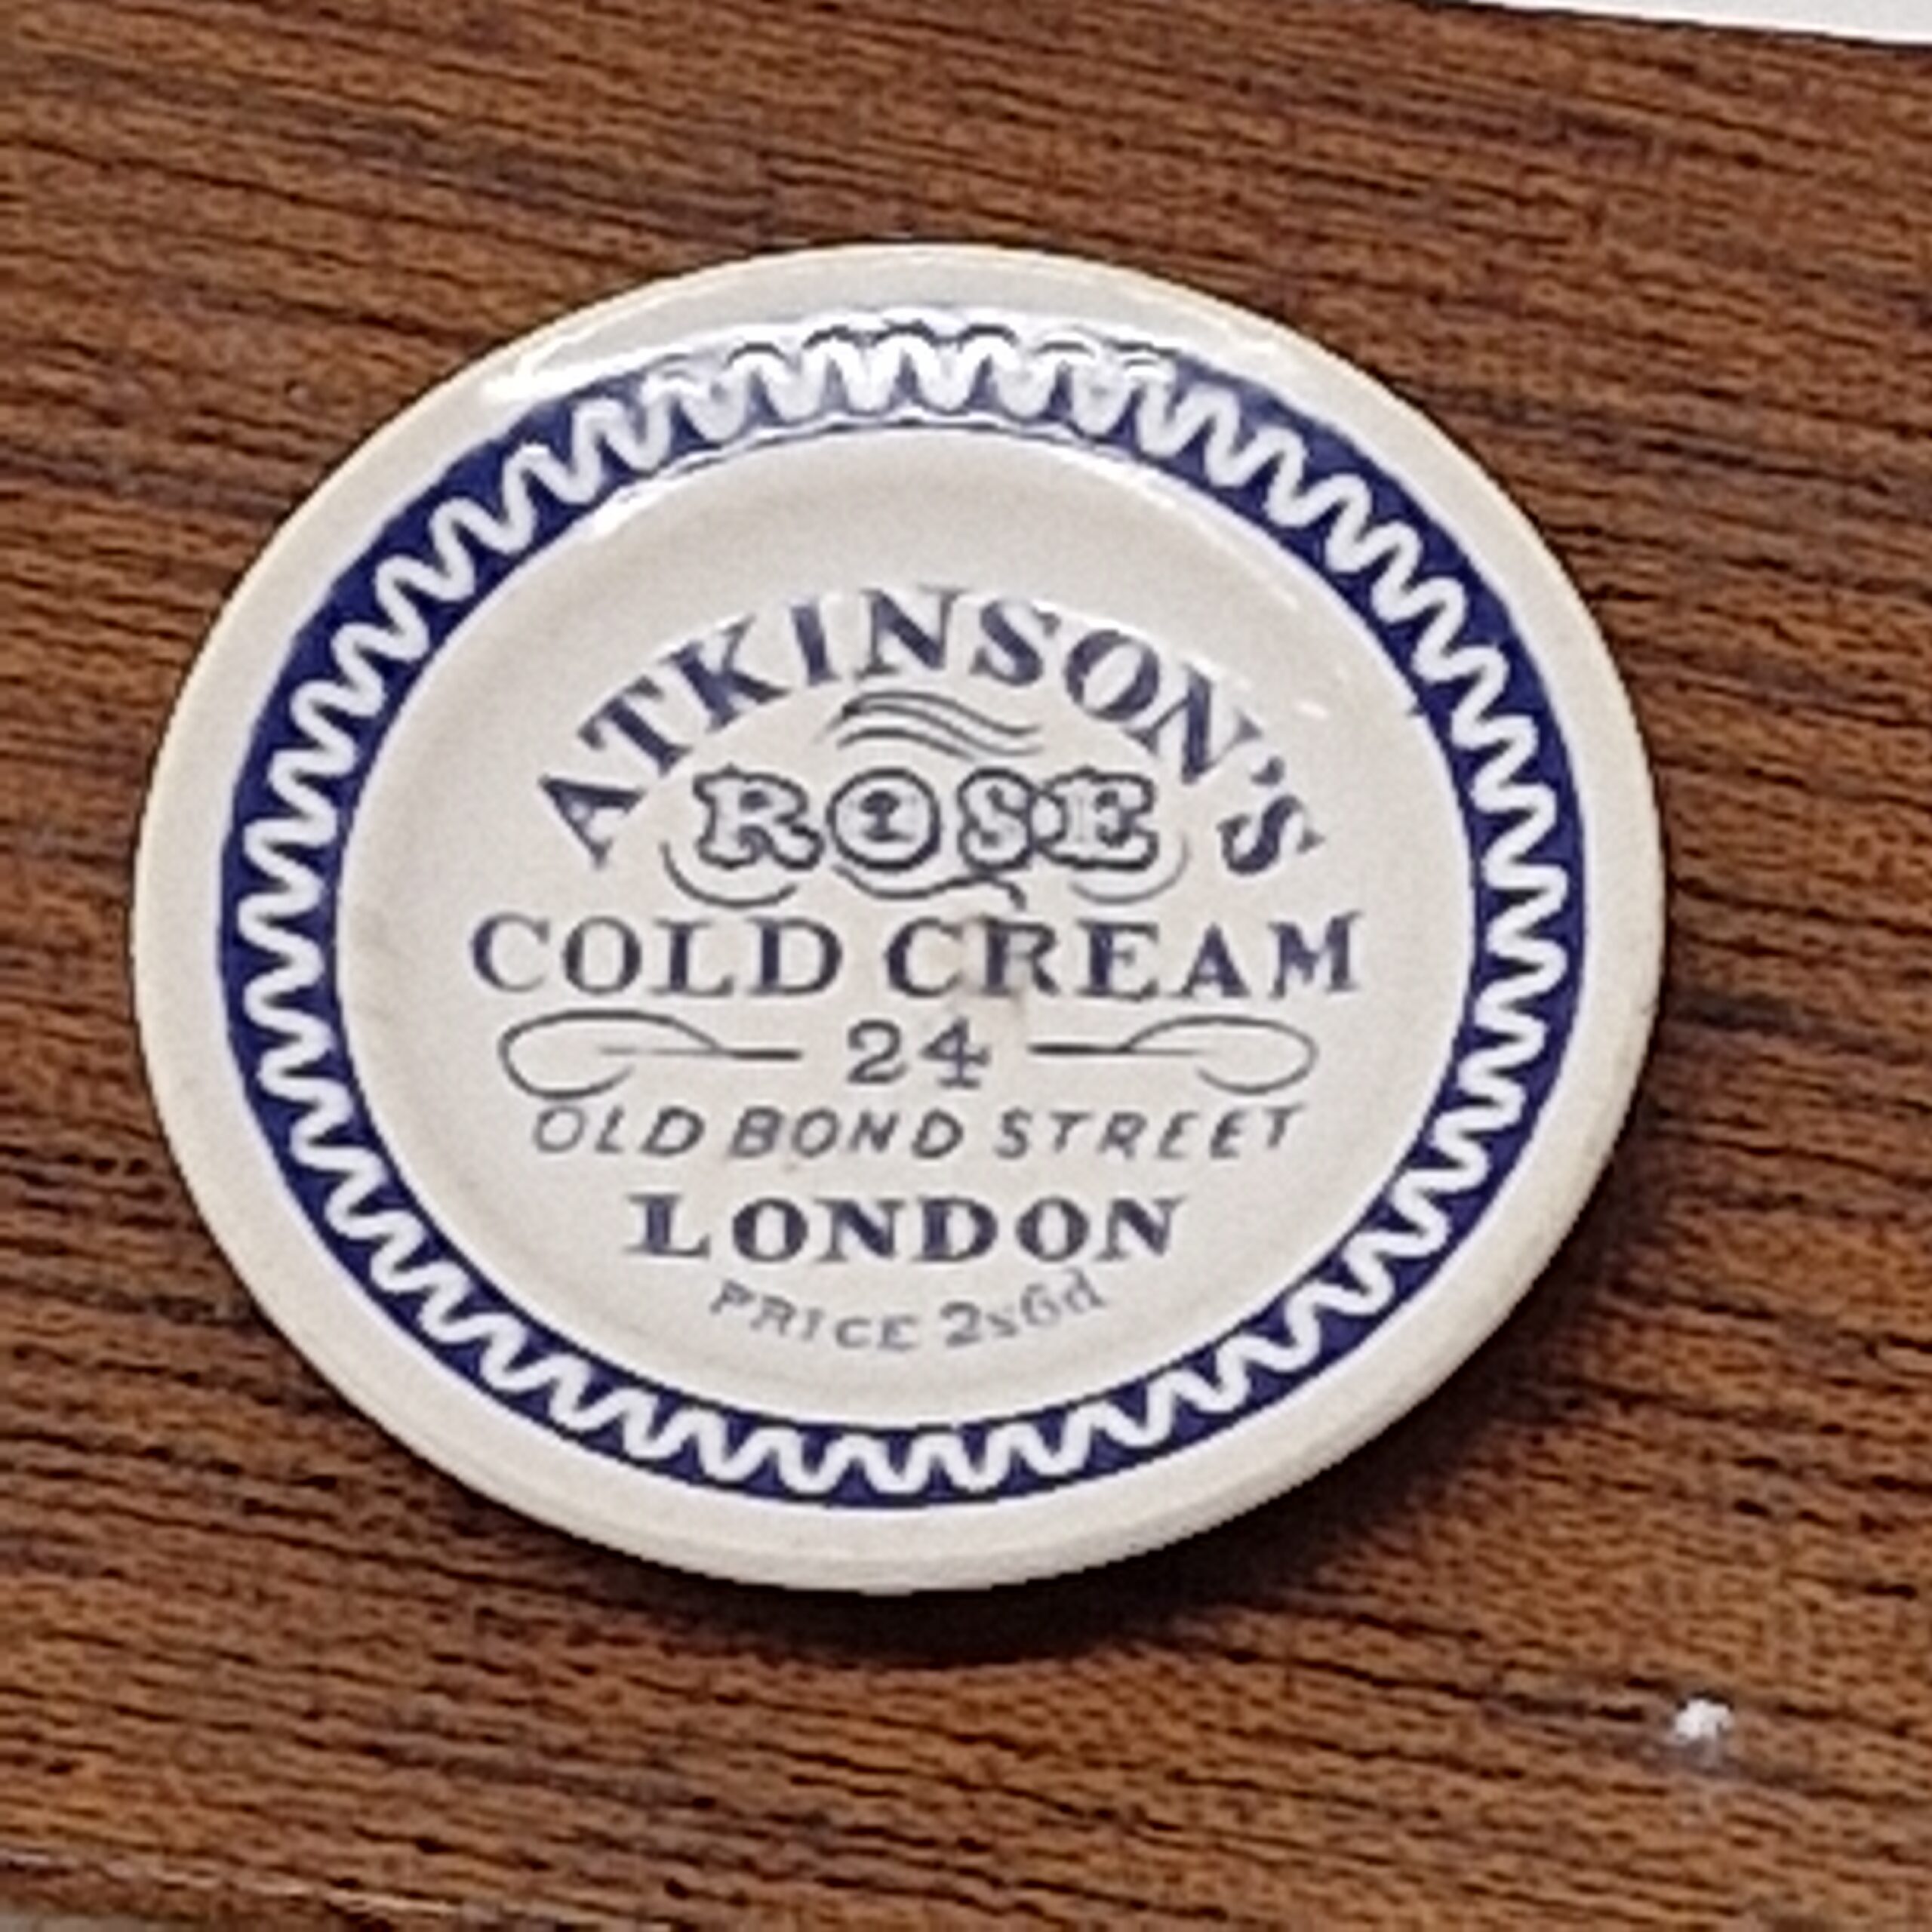 ATKINSON'S
ROSE
COLD CREAM
24
OLD BOND STREET
LONDON
PRICE 2s6d